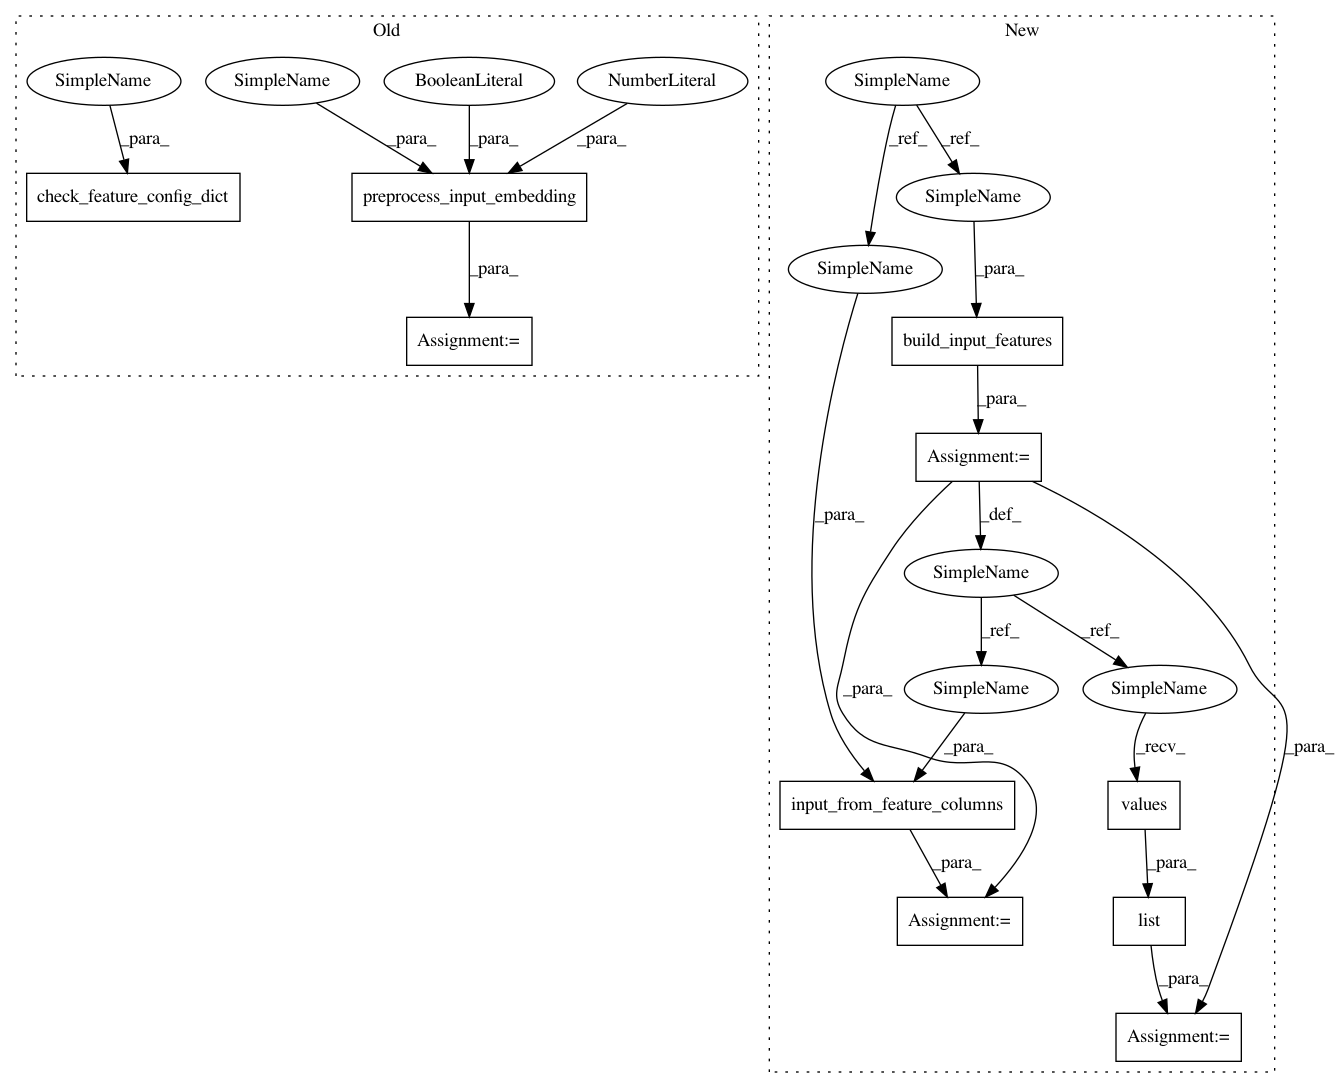 Old
New
SimpleName
SimpleName
BooleanLiteral
NumberLiteral
SimpleName
_para_
_para_
_para_
_para_
_ref_
_ref_
check_feature_config_dict
preprocess_input_embedding
SimpleName
SimpleName
_para_
_para_
Assignment:=
build_input_features
_para_
Assignment:=
_para_
_def_
SimpleName
_ref_
_ref_
SimpleName
SimpleName
_para_
_para_
_recv_
_para_
input_from_feature_columns
values
_para_
_para_
Assignment:=
list
_para_
Assignment:=